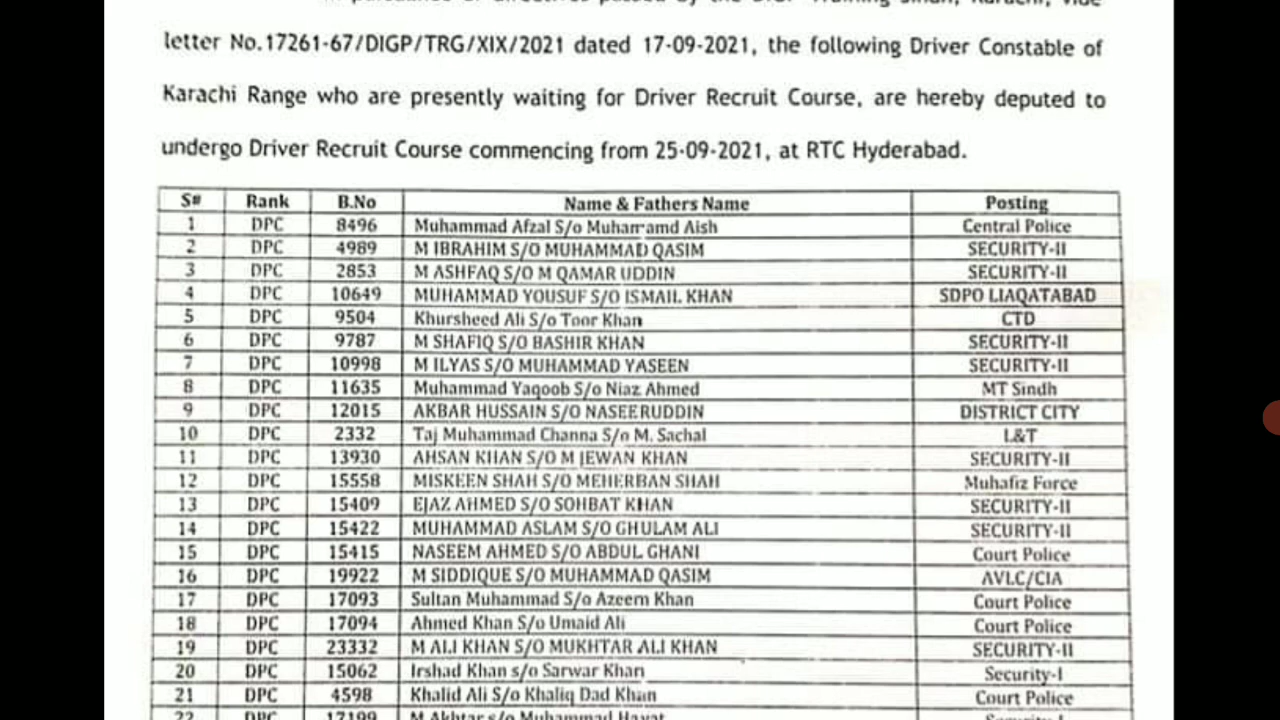 letter No.17261-67/DIGP/TRG/XIX/2021 dated 17-09-2021, the following Driver Constable of
Karachi Range who are presently waiting for Driver Recruit Course, are hereby deputed to
undergo Driver Recruit Course commencing from 25-09-2021, at RTC Hyderabad.
S# Rank B.No Name & Fathers Name Posting
1 DPC 8496 Muhammad Afzal S/o Muhammad Aish Central Police
2 DPC 4989 M IBRAHIM S/O MUHAMMAD QASIM SECURITY-II
3 DPC 2853 M ASHFAQ S/O M QAMAR UDDIN SECURITY-II
4 DPC 10649 MUHAMMAD YOUSUF S/O ISMAIL KHAN SDPO LIAQATABAD
5 DPC 9504 Khursheed Ali S/o Toor Khan CTD
6 DPC 9787 M SHAFIQ S/O BASHIR KHAN SECURITY-II
7 DPC 10998 M ILYAS S/O MUHAMMAD YASEEN SECURITY-II
8 DPC 11635 Muhammad Yaqoob S/o Niaz Ahmed MT Sindh
9 DPC 12015 AKBAR HUSSAIN S/O NASEERUDDIN DISTRICT CITY
10 DPC 2332 Taj Muhammad Channa S/o M. Sachal L&T
11 DPC 13930 AHSAN KHAN S/O M JEWAN KHAN SECURITY-II
12 DPC 15558 MISKEEN SHAH S/O MEHERBAN SHAH Muhafiz Force
13 DPC 15409 EJAZ AHMED S/O SOHBAT KHAN SECURITY-II
14 DPC 15422 MUHAMMAD ASLAM S/O GHULAM ALI SECURITY-II
15 DPC 15415 NASEEM AHMED S/O ABDUL GHANI Court Police
16 DPC 19922 M SIDDIQUE S/O MUHAMMAD QASIM AVLC/CIA
17 DPC 17093 Sultan Muhammad S/o Azeem Khan Court Police
18 DPC 17094 Ahmed Khan S/o Umaid Ali Court Police
19 DPC 23332 M ALI KHAN S/O MUKHTAR ALI KHAN SECURITY-II
20 DPC 15062 Irshad Khan s/o Sarwar Khan Security-I
21 DPC 4598 Khalid Ali S/o Khaliq Dad Khan Court Police
22 DPC 17199 M Akhtar s/o Muhammad Hayat Security-I